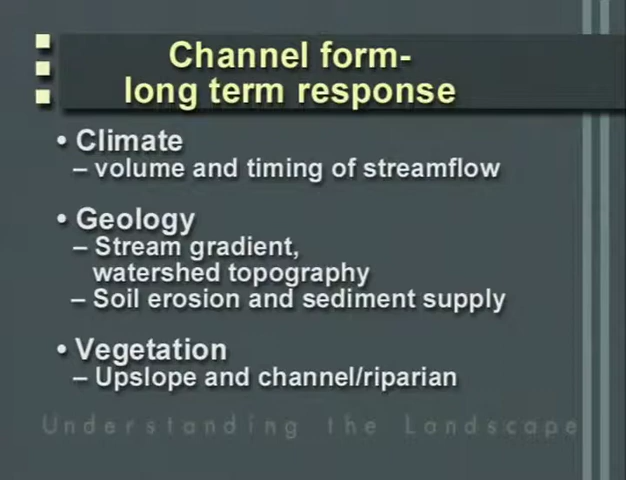 Channel form-
long term response
• Climate
– volume and timing of streamflow
• Geology
– Stream gradient,
watershed topography
– Soil erosion and sediment supply
• Vegetation
– Upslope and channel/riparian
Understanding the Landscape